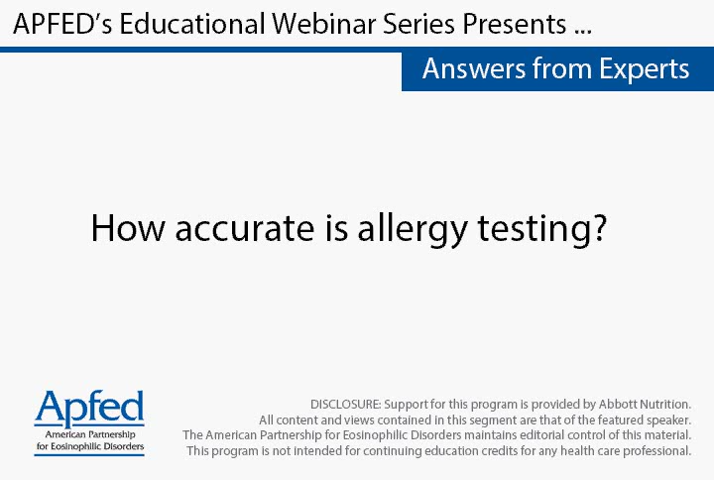 APFED's Educational Webinar Series Presents ...
Answers from Experts
How accurate is allergy testing?
Apfed
American Partnership
for Eosinophilic Disorders
DISCLOSURE: Support for this program is provided by Abbott Nutrition.
All content and views contained in this segment are that of the featured speaker.
The American Partnership for Eosinophilic Disorders maintains editorial control of this material.
This program is not intended for continuing education credits for any health care professional.